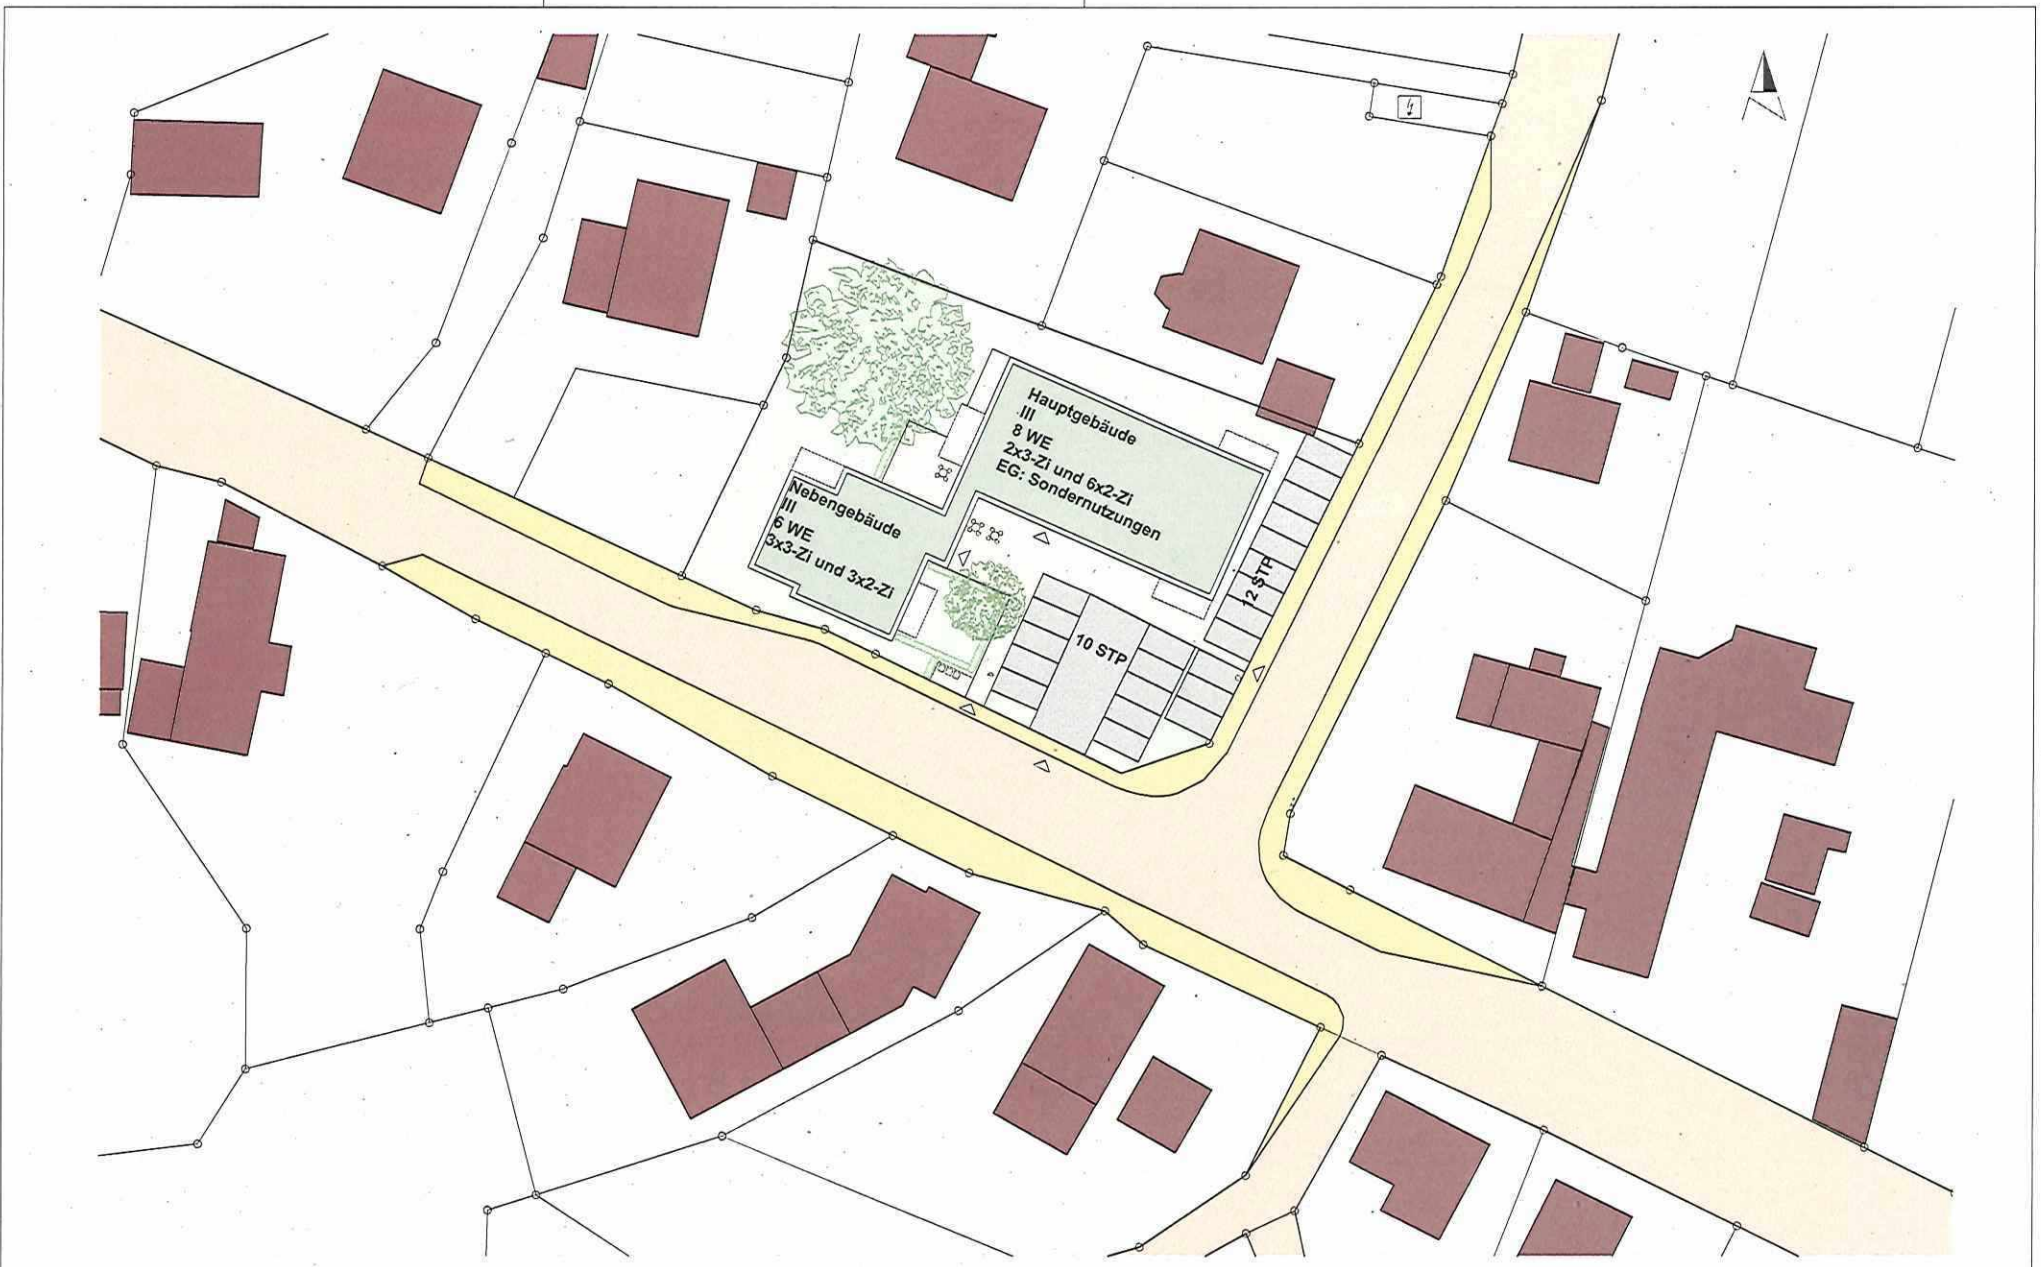 Hauptgebäude
III
8 WE
2x3-Zi und 6x2-Zi
EG: Sondernutzungen
Nebengebäude
III
6 WE
3x3-Zi und 3x2-Zi
12 STP
10 STP